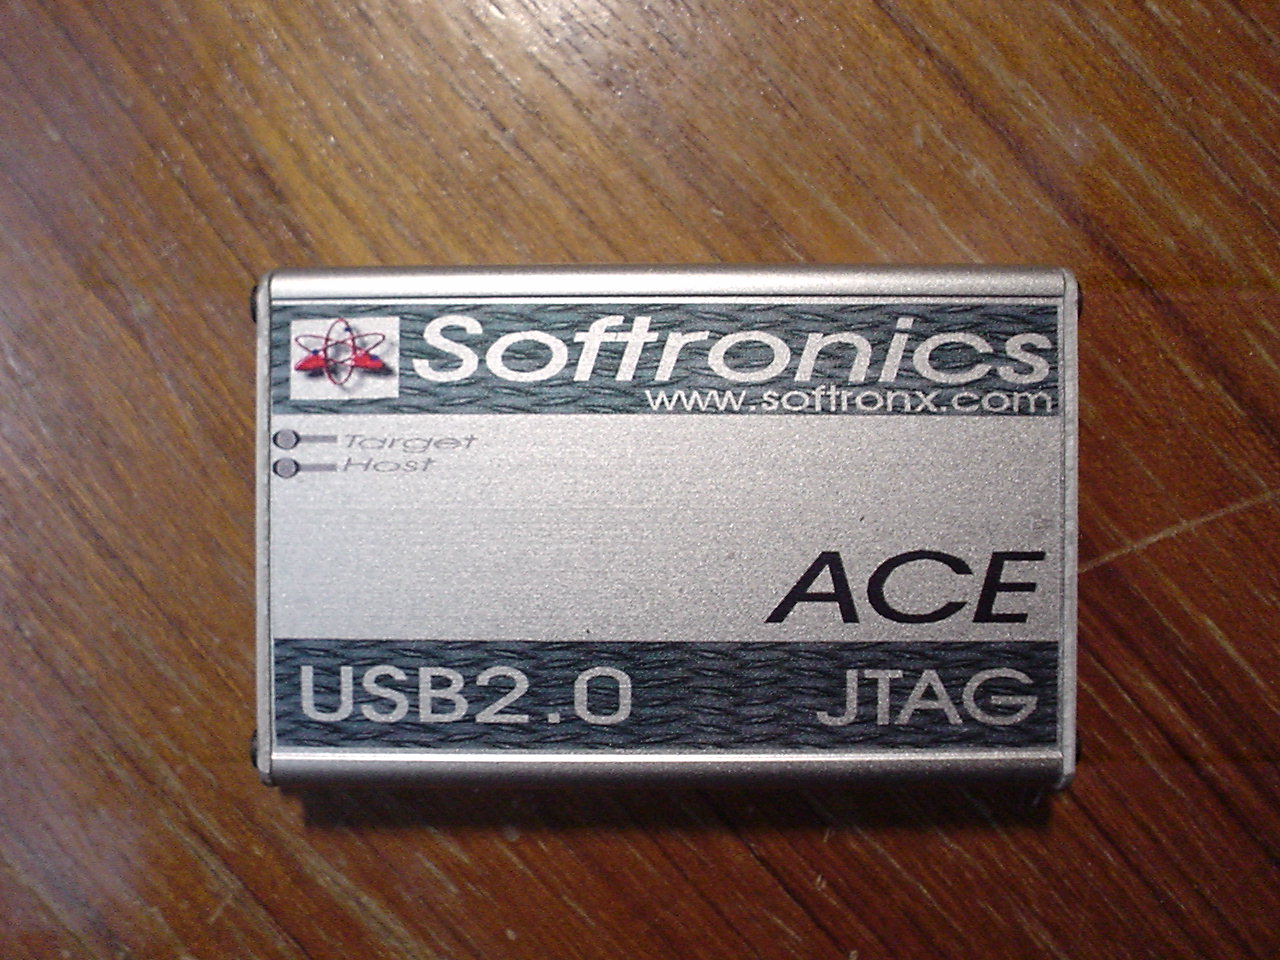 Softronics
www.softronx.com
Target
Host
ACE
USB2.0 JTAG